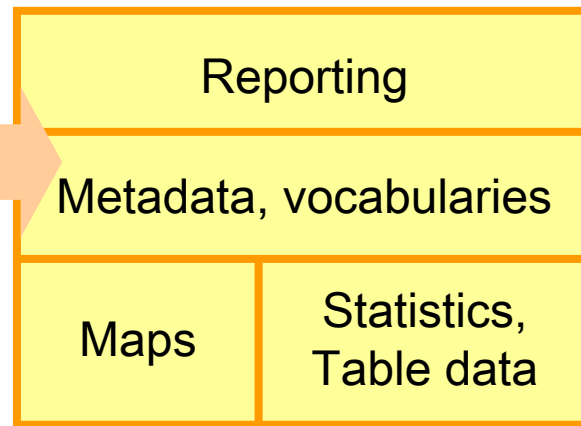 Reporting
Metadata, vocabularies
Maps
Statistics,
Table data